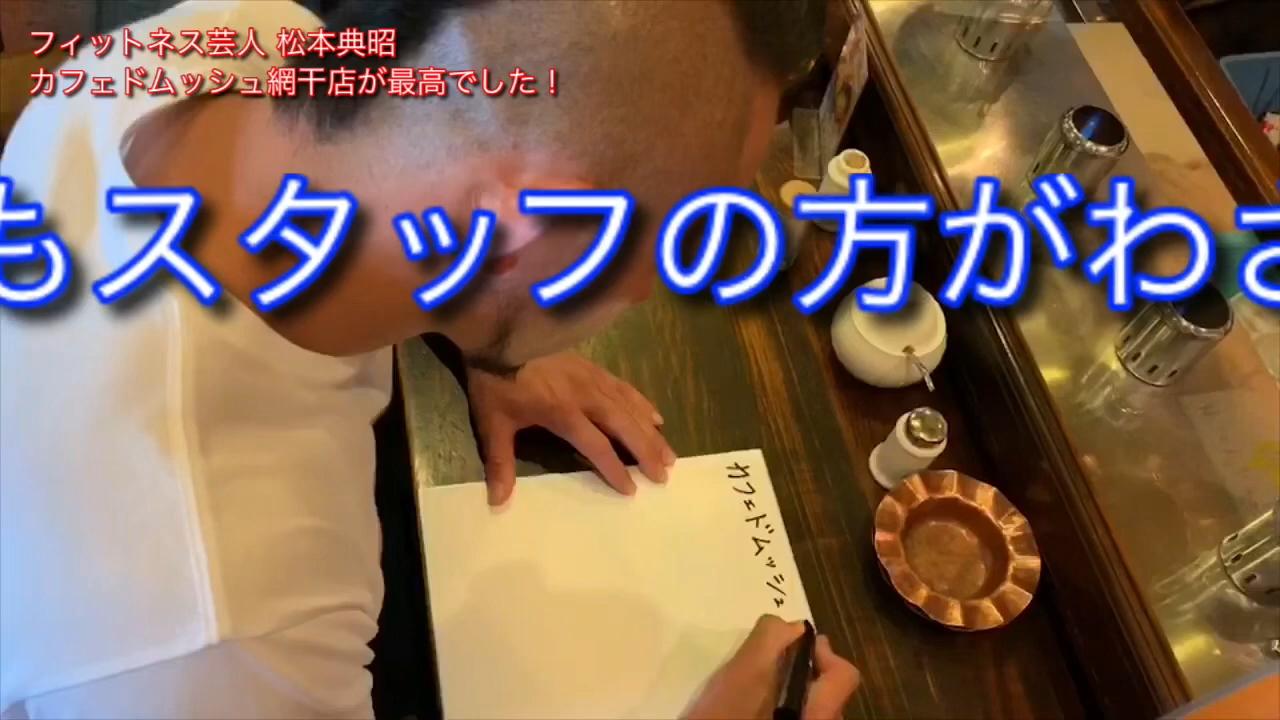 フィットネス芸人 松本典昭
カフェドムッシュ網干店が最高でした！
もスタッフの方がわざ
カフェドムッシュ